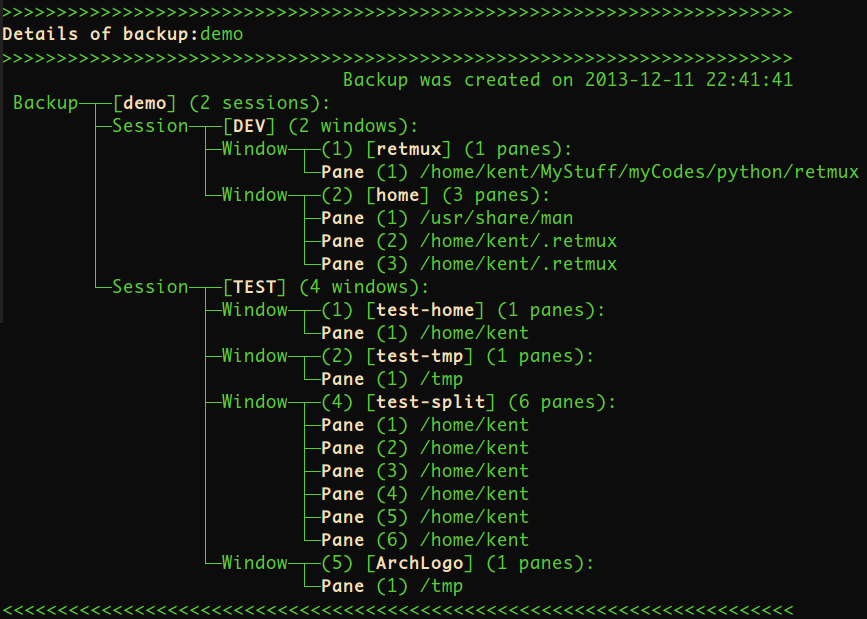 >>>>>>>>>>>>>>>>>>>>>>>>>>>>>>>>>>>>>>>>>>>>>>>>>>>>>>>>>>>>>>>>>>>>>>>>
Details of backup:demo
>>>>>>>>>>>>>>>>>>>>>>>>>>>>>>>>>>>>>>>>>>>>>>>>>>>>>>>>>>>>>>>>>>>>>>>>
                               Backup was created on 2013-12-11 22:41:41
 Backup─┬─[demo] (2 sessions):
        ├─Session─┬─[DEV] (2 windows):
        │         ├─Window─┬─(1) [retmux] (1 panes):
        │         │        └─Pane (1) /home/kent/MyStuff/myCodes/python/retmux
        │         └─Window─┬─(2) [home] (3 panes):
        │                  ├─Pane (1) /usr/share/man
        │                  ├─Pane (2) /home/kent/.retmux
        │                  └─Pane (3) /home/kent/.retmux
        └─Session─┬─[TEST] (4 windows):
                  ├─Window─┬─(1) [test-home] (1 panes):
                  │        └─Pane (1) /home/kent
                  ├─Window─┬─(2) [test-tmp] (1 panes):
                  │        └─Pane (1) /tmp
                  ├─Window─┬─(4) [test-split] (6 panes):
                  │        ├─Pane (1) /home/kent
                  │        ├─Pane (2) /home/kent
                  │        ├─Pane (3) /home/kent
                  │        ├─Pane (4) /home/kent
                  │        ├─Pane (5) /home/kent
                  │        └─Pane (6) /home/kent
                  └─Window─┬─(5) [ArchLogo] (1 panes):
                           └─Pane (1) /tmp
<<<<<<<<<<<<<<<<<<<<<<<<<<<<<<<<<<<<<<<<<<<<<<<<<<<<<<<<<<<<<<<<<<<<<<<<